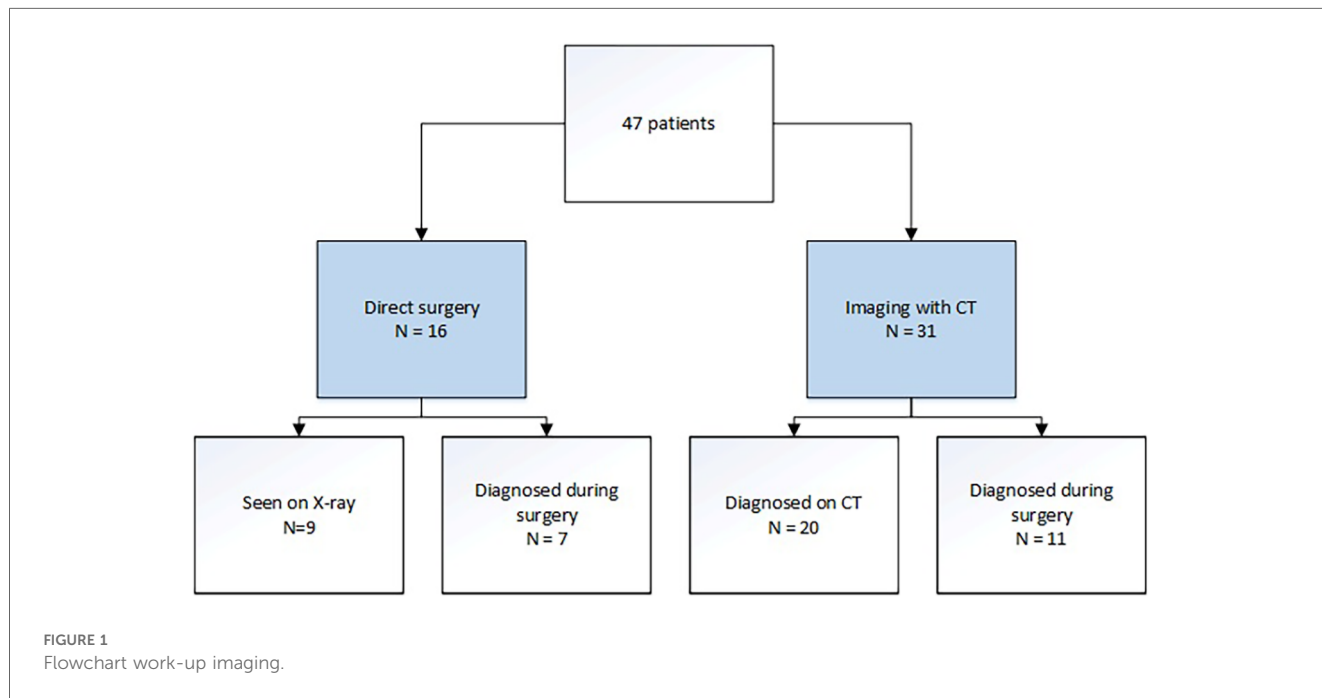 47 patients
Direct surgery
N = 16
Imaging with CT
N = 31
Seen on X-ray
N=9
Diagnosed during
surgery
N = 7
Diagnosed on CT
N = 20
Diagnosed during
surgery
N = 11
FIGURE 1
Flowchart work-up imaging.